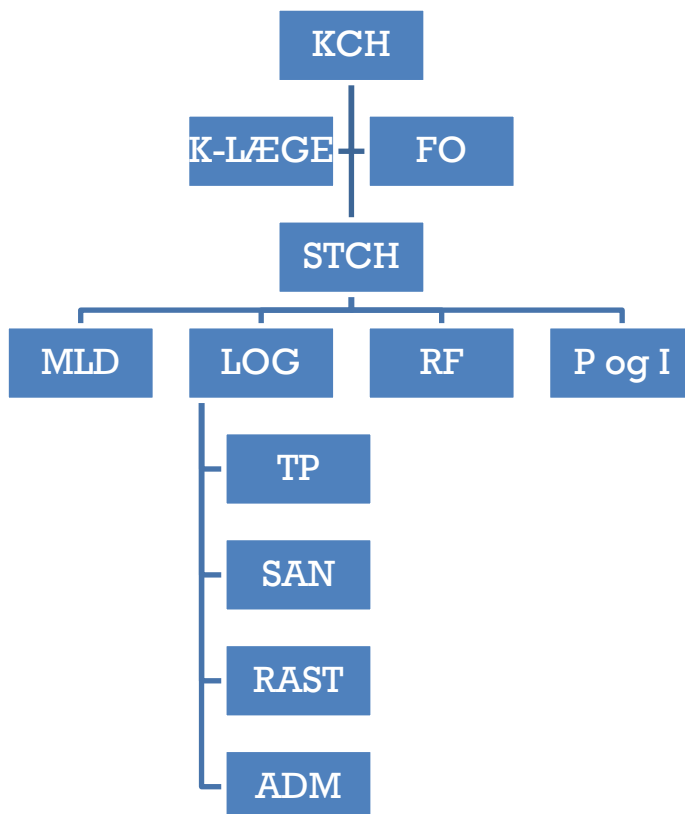 KCH
K-LÆGE
FO
STCH
MLD
LOG
RF
P og I
TP
SAN
RAST
ADM